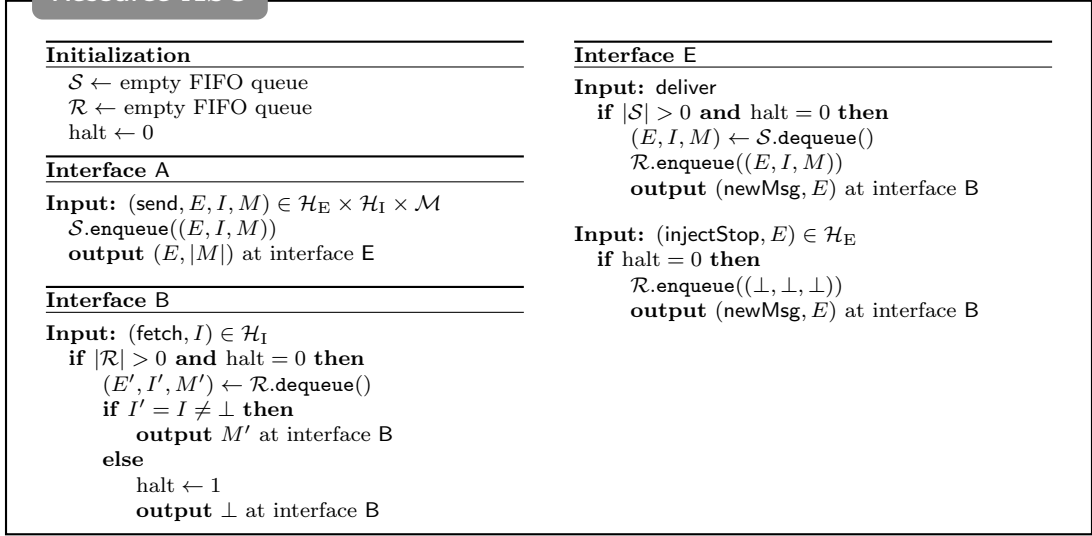 Initialization
𝒮 ← empty FIFO queue
ℛ ← empty FIFO queue
halt ← 0
Interface A
Input: (send, E, I, M) ∈ ℋ_E × ℋ_I × ℳ
𝒮.enqueue((E, I, M))
output (E, |M|) at interface E
Interface B
Input: (fetch, I) ∈ ℋ_I
if |ℛ| > 0 and halt = 0 then
(E′, I′, M′) ← ℛ.dequeue()
if I′ = I ≠ ⊥ then
output M′ at interface B
else
halt ← 1
output ⊥ at interface B
Interface E
Input: deliver
if |𝒮| > 0 and halt = 0 then
(E, I, M) ← 𝒮.dequeue()
ℛ.enqueue((E, I, M))
output (newMsg, E) at interface B
Input: (injectStop, E) ∈ ℋ_E
if halt = 0 then
ℛ.enqueue((⊥, ⊥, ⊥))
output (newMsg, E) at interface B